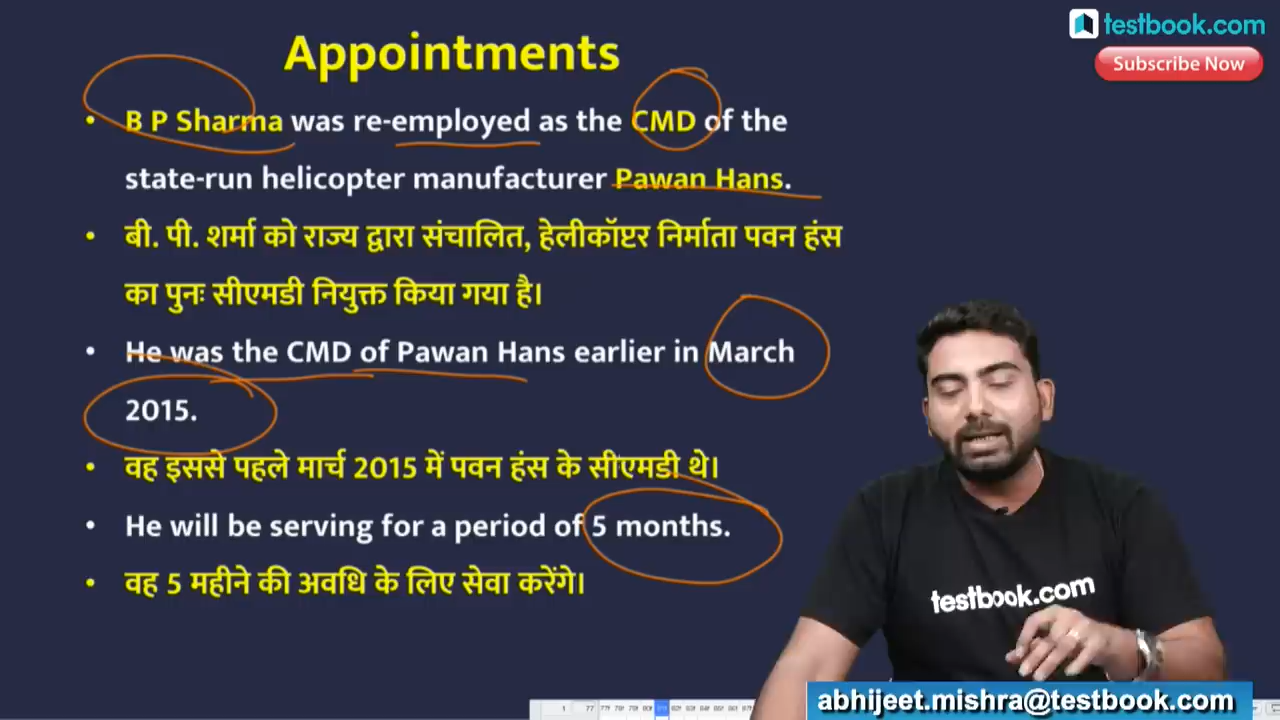 testbook.com
Subscribe Now
Appointments
• B P Sharma was re-employed as the CMD of the
state-run helicopter manufacturer Pawan Hans.
• बी. पी. शर्मा को राज्य द्वारा संचालित, हेलीकॉप्टर निर्माता पवन हंस
का पुनः सीएमडी नियुक्त किया गया है।
• He was the CMD of Pawan Hans earlier in March
2015.
• वह इससे पहले मार्च 2015 में पवन हंस के सीएमडी थे।
• He will be serving for a period of 5 months.
• वह 5 महीने की अवधि के लिए सेवा करेंगे।
testbook.com
abhijeet.mishra@testbook.com